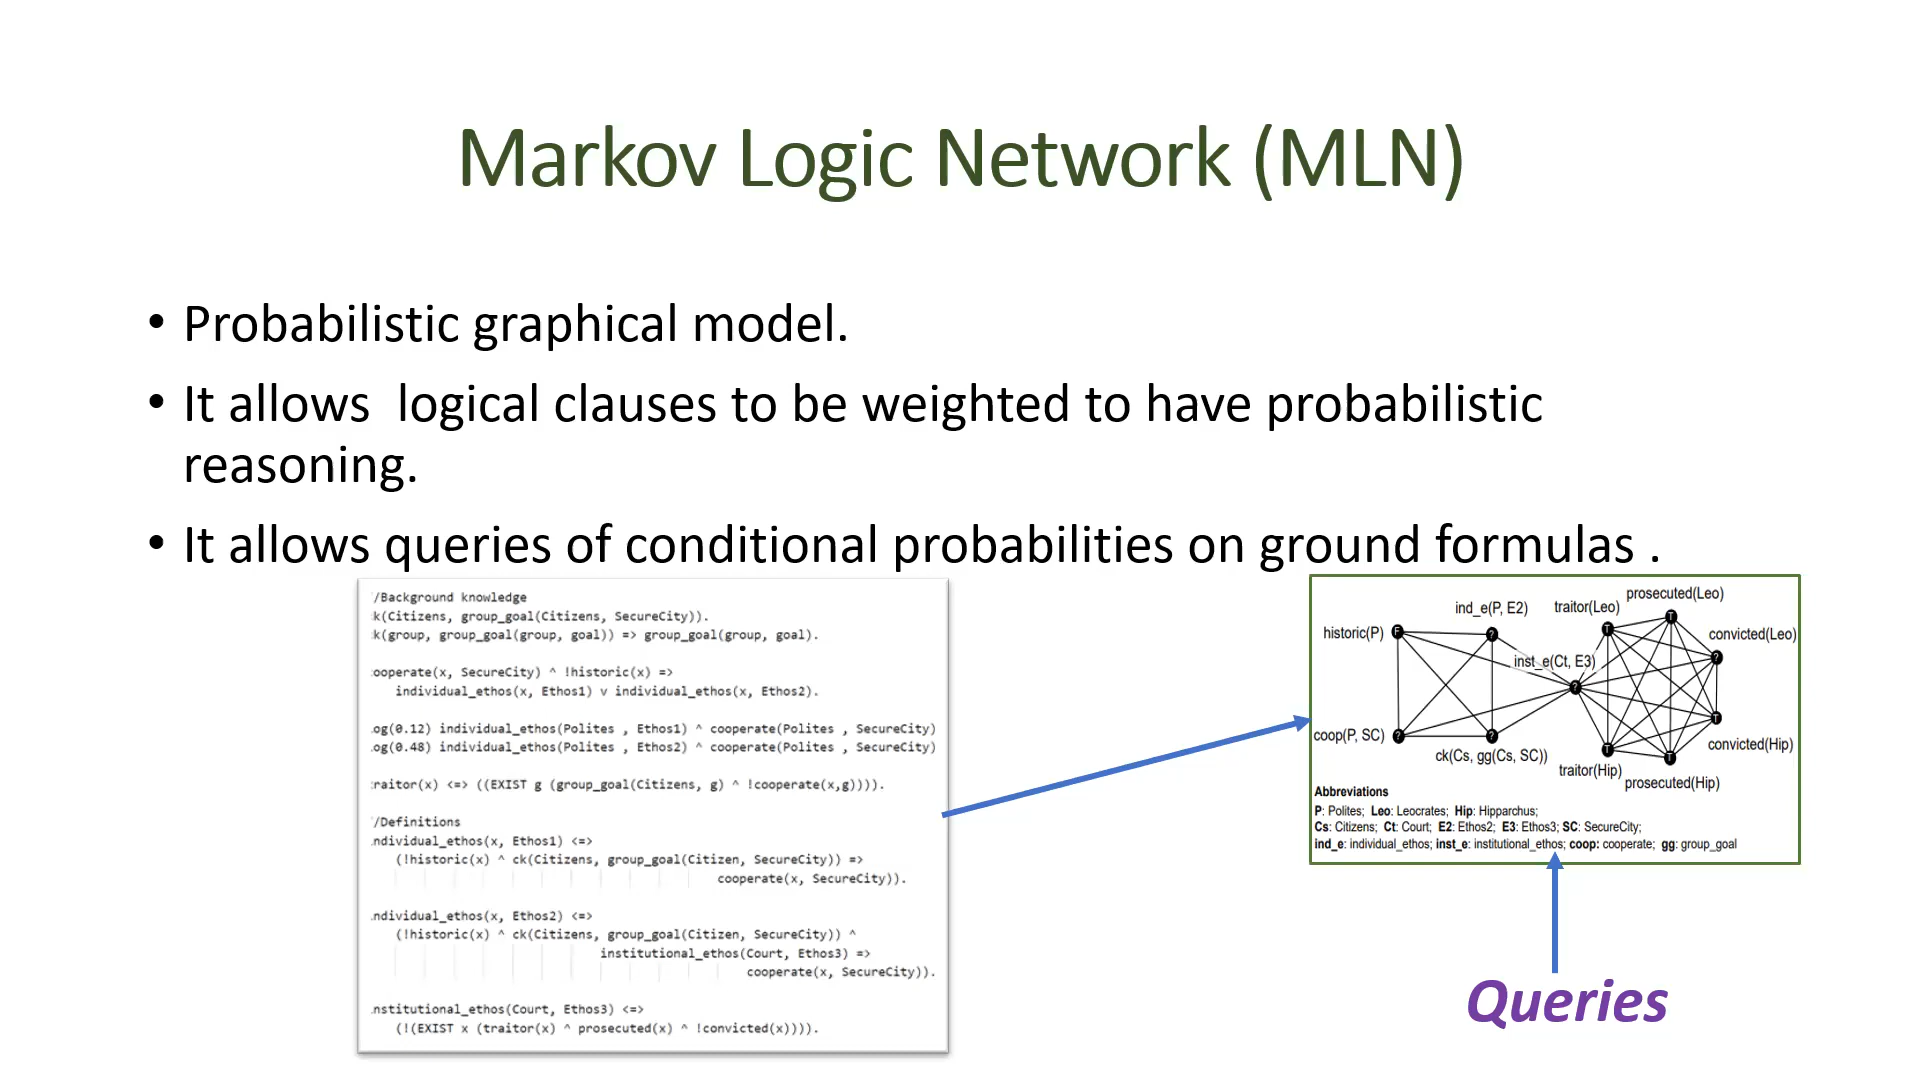 Markov Logic Network (MLN)
• Probabilistic graphical model.
• It allows  logical clauses to be weighted to have probabilistic
reasoning.
• It allows queries of conditional probabilities on ground formulas .
/Background knowledge
k(Citizens, group_goal(Citizens, SecureCity)).
k(group, group_goal(group, goal)) => group_goal(group, goal).
ooperate(x, SecureCity) ^ !historic(x) =>
individual_ethos(x, Ethos1) v individual_ethos(x, Ethos2).
og(0.12) individual_ethos(Polites , Ethos1) ^ cooperate(Polites , SecureCity)
og(0.48) individual_ethos(Polites , Ethos2) ^ cooperate(Polites , SecureCity)
raitor(x) <=> ((EXIST g (group_goal(Citizens, g) ^ !cooperate(x,g)))).
/Definitions
ndividual_ethos(x, Ethos1) <=>
(!historic(x) ^ ck(Citizens, group_goal(Citizen, SecureCity)) =>
cooperate(x, SecureCity)).
ndividual_ethos(x, Ethos2) <=>
(!historic(x) ^ ck(Citizens, group_goal(Citizen, SecureCity)) ^
institutional_ethos(Court, Ethos3) =>
cooperate(x, SecureCity)).
nstitutional_ethos(Court, Ethos3) <=>
(!(EXIST x (traitor(x) ^ prosecuted(x) ^ !convicted(x)))).
prosecuted(Leo)
ind_e(P, E2)
traitor(Leo)
historic(P)
F
?
T
T
convicted(Leo)
?
inst_e(Ct, E3)
?
coop(P, SC)
?
?
T
convicted(Hip)
ck(Cs, gg(Cs, SC))
T
T
traitor(Hip)
prosecuted(Hip)
Abbreviations
P: Polites; Leo: Leocrates; Hip: Hipparchus;
Cs: Citizens; Ct: Court; E2: Ethos2; E3: Ethos3; SC: SecureCity;
ind_e: individual_ethos; inst_e: institutional_ethos; coop: cooperate; gg: group_goal
Queries